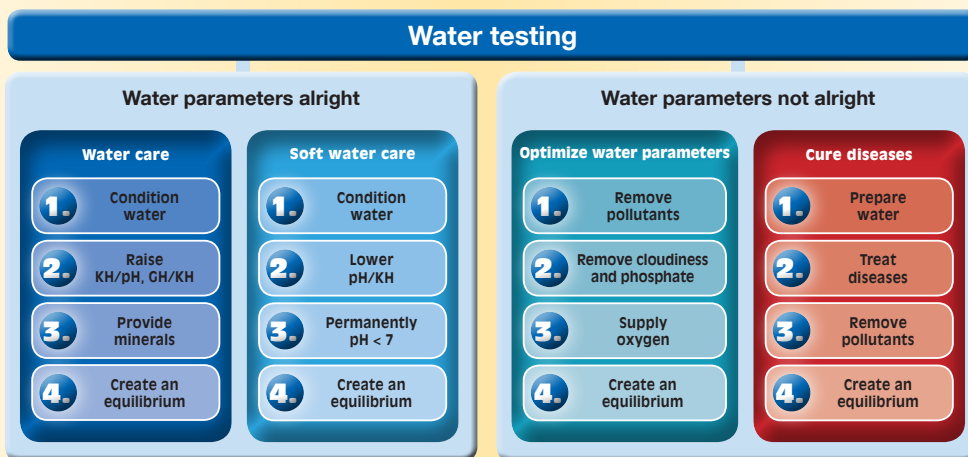 Water testing
Water parameters alright
Water care
1. Condition
water
2. Raise
KH/pH, GH/KH
3. Provide
minerals
4. Create an
equilibrium
Soft water care
1. Condition
water
2. Lower
pH/KH
3. Permanently
pH < 7
4. Create an
equilibrium
Water parameters not alright
Optimize water parameters
1. Remove
pollutants
2. Remove cloudiness
and phosphate
3. Supply
oxygen
4. Create an
equilibrium
Cure diseases
1. Prepare
water
2. Treat
diseases
3. Remove
pollutants
4. Create an
equilibrium